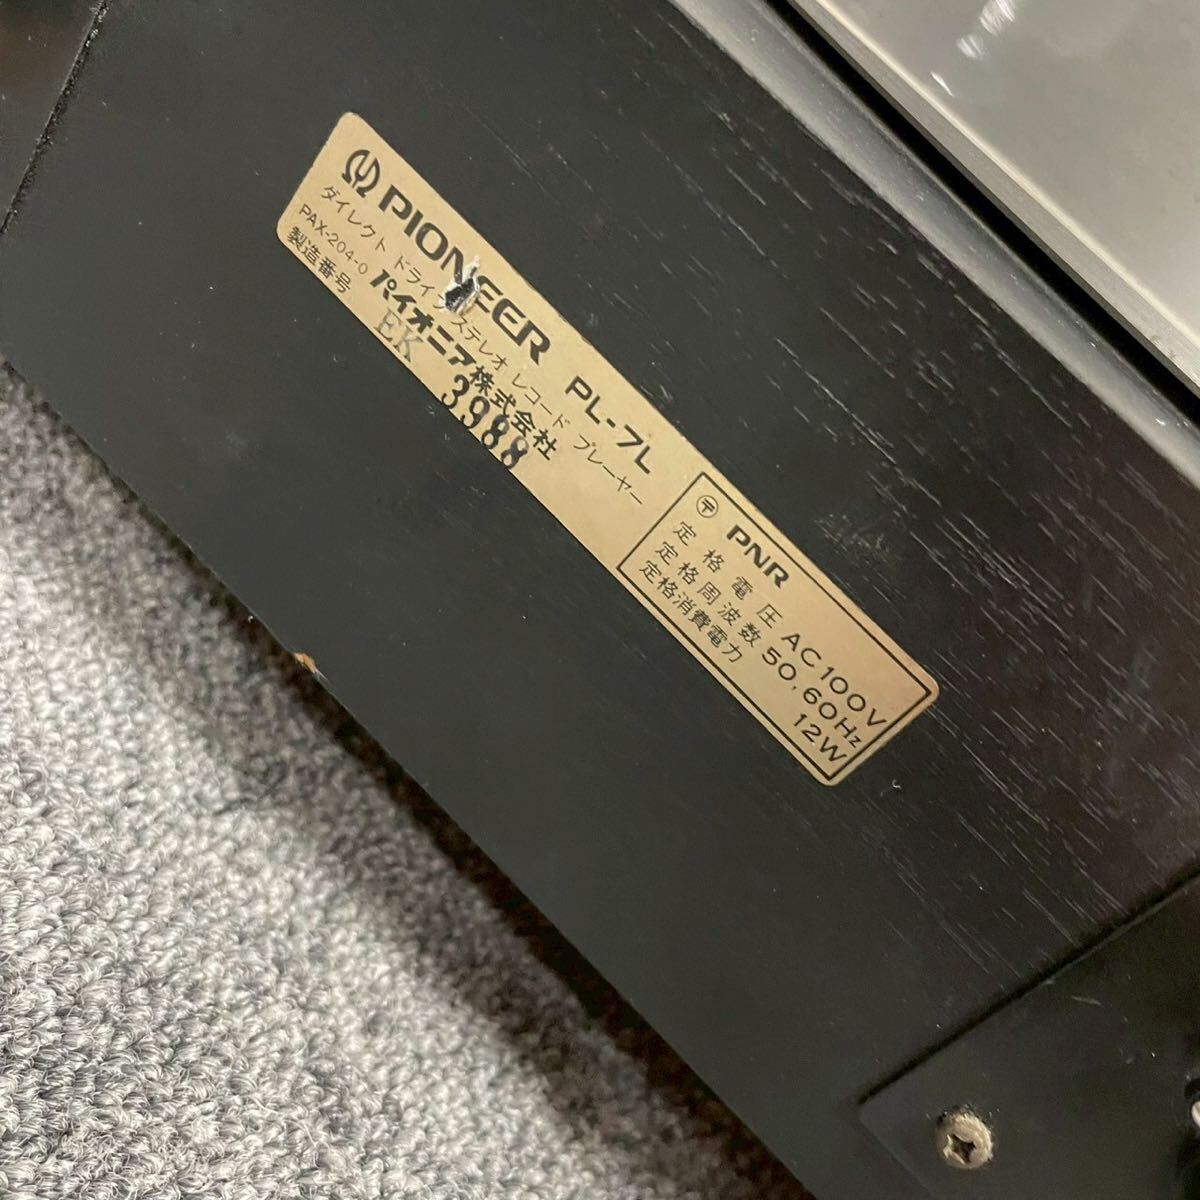 PIONEER PL-7L
ダイレクト ドライブ ステレオ レコード プレーヤー
PAX-204-0 パイオニア株式会社
製造番号 EK 3988
〒 PNR
定格電圧 AC100V
定格周波数 50,60Hz
定格消費電力 12W